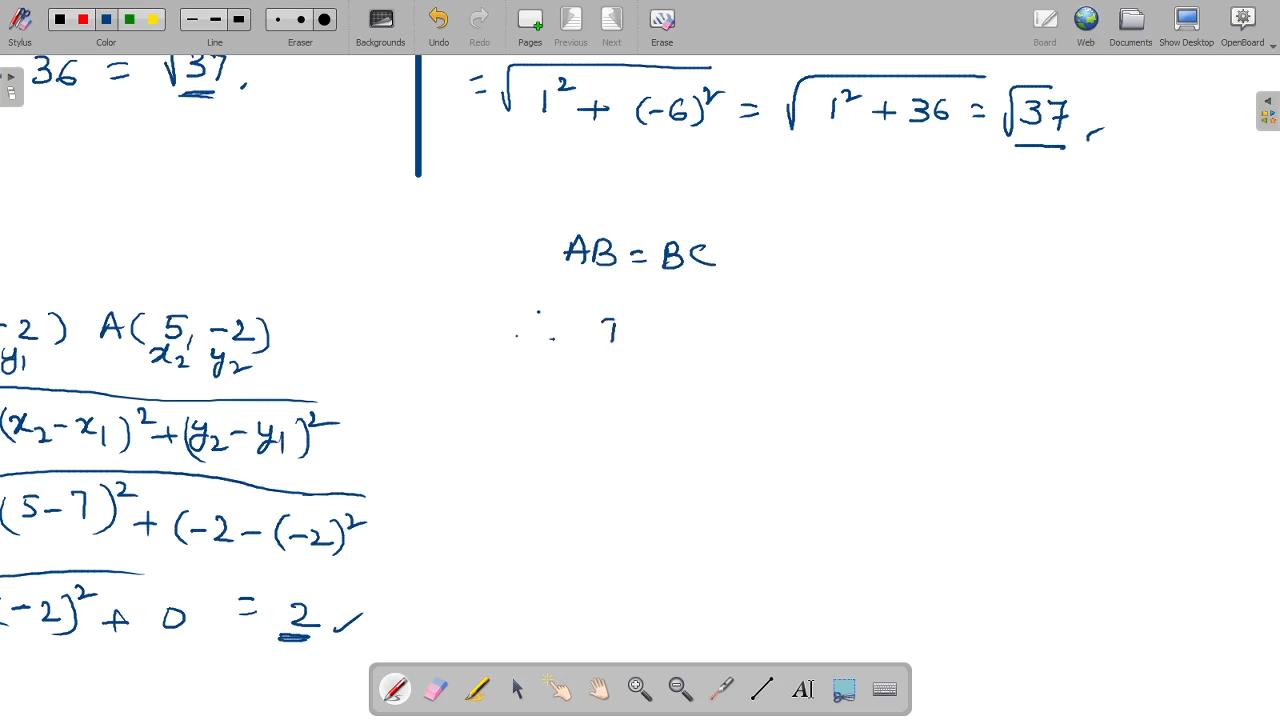 Stylus Color Line Eraser Backgrounds Undo Redo Pages Previous Next Erase Board Web Documents Show Desktop OpenBoard
36 = √37.
= √1² + (-6)² = √1² + 36 = √37
AB = BC
∴
-2) A(5, -2)
y1 x2 y2
(x2 - x1)² + (y2 - y1)²
(5 - 7)² + (-2 - (-2)²
(-2)² + 0 = 2 ✓